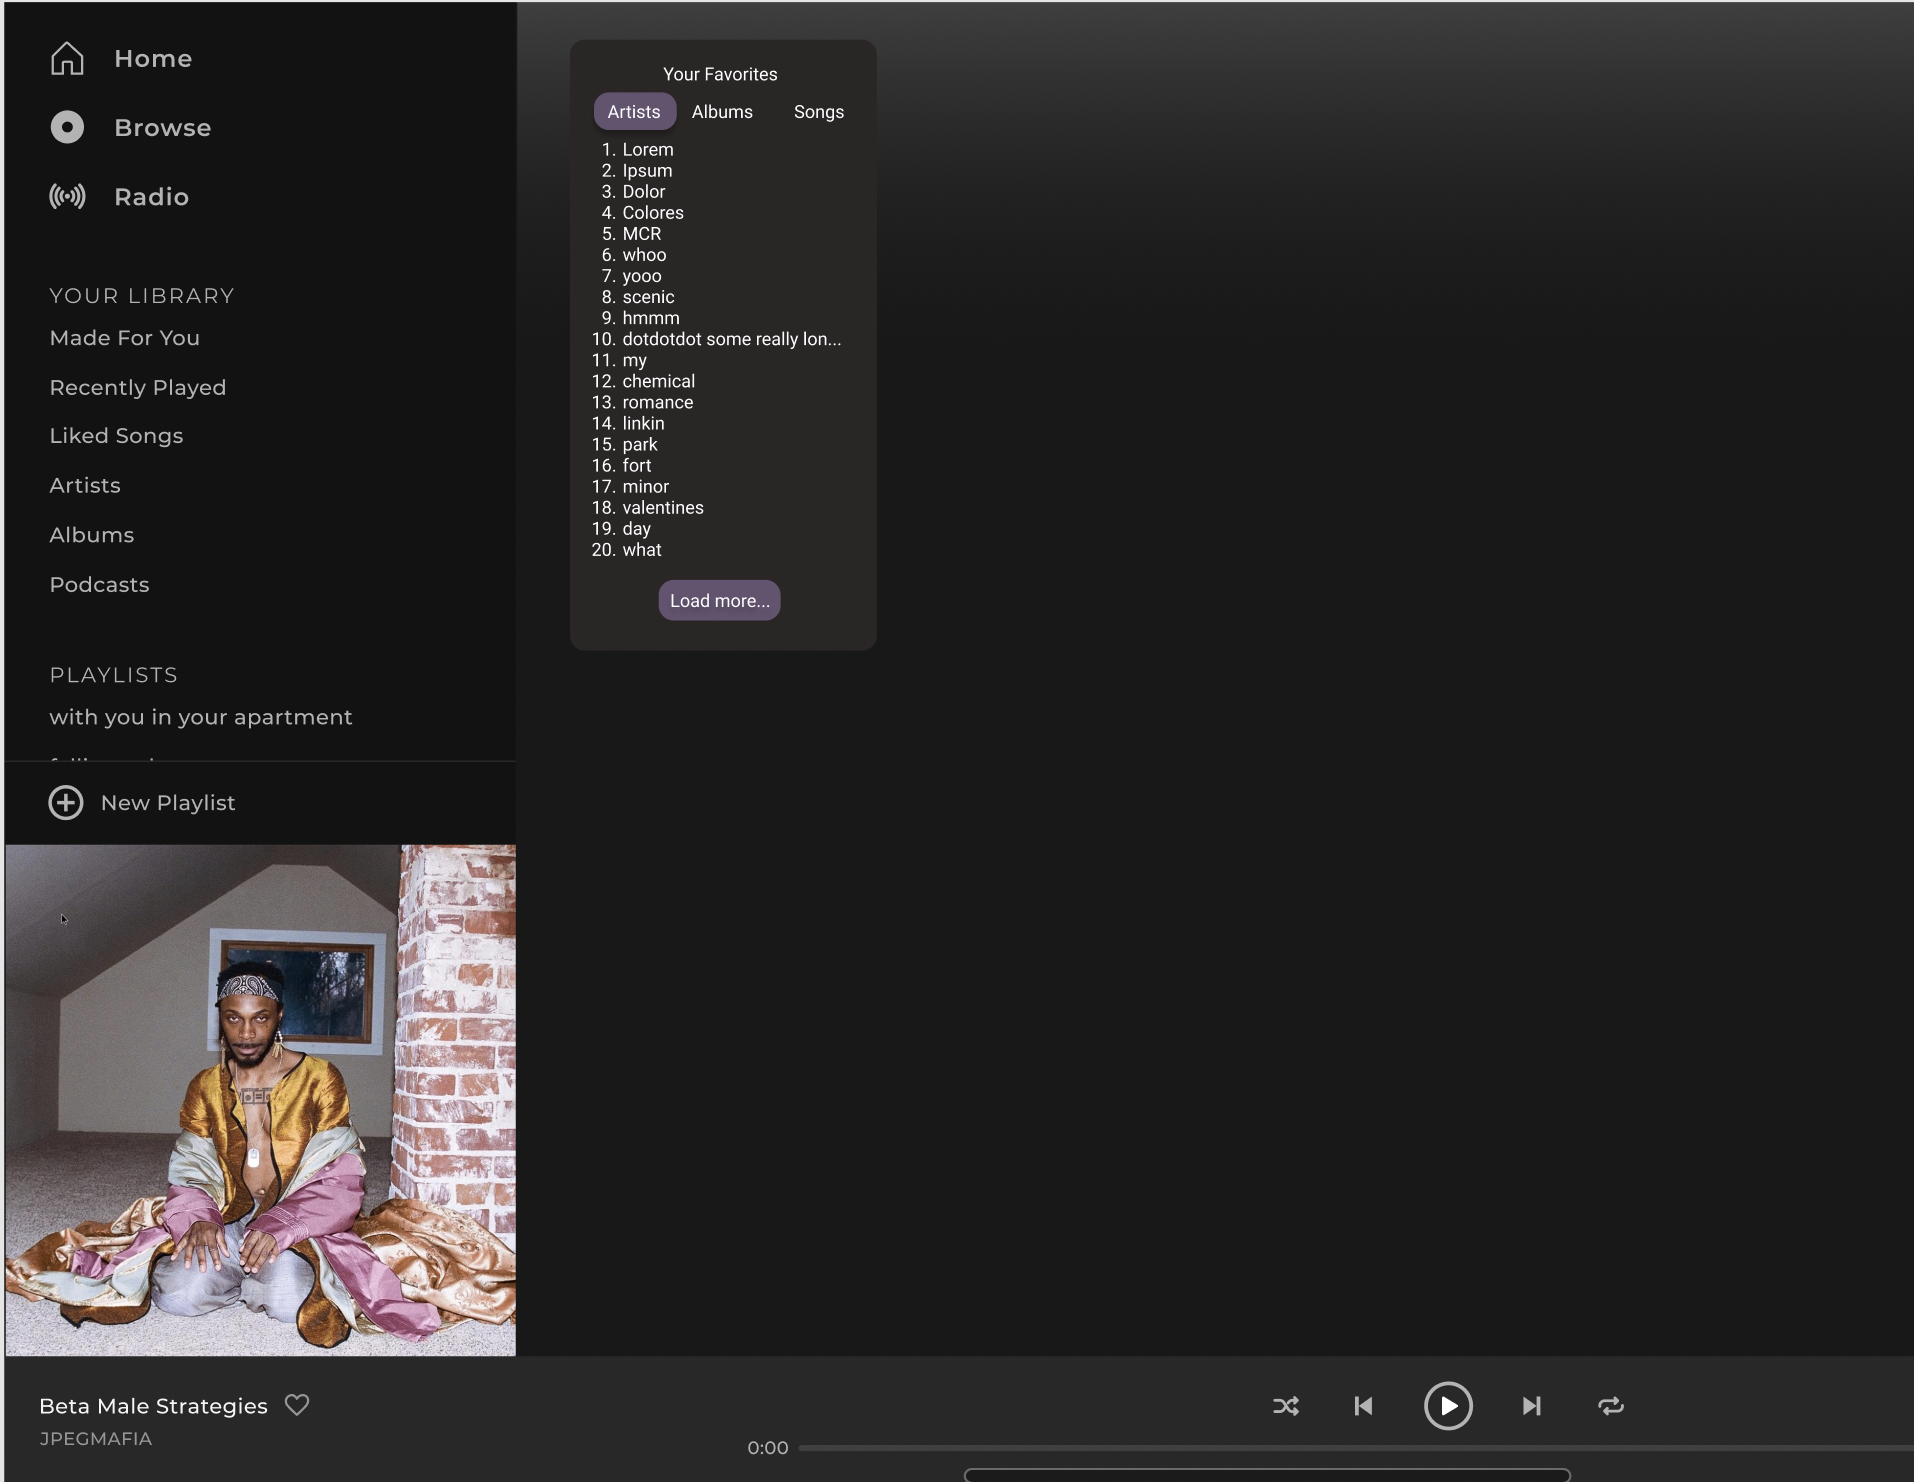 Home
Browse
Radio
YOUR LIBRARY
Made For You
Recently Played
Liked Songs
Artists
Albums
Podcasts
PLAYLISTS
with you in your apartment
New Playlist
Your Favorites
Artists Albums Songs
1. Lorem
2. Ipsum
3. Dolor
4. Colores
5. MCR
6. whoo
7. yooo
8. scenic
9. hmmm
10. dotdotdot some really lon...
11. my
12. chemical
13. romance
14. linkin
15. park
16. fort
17. minor
18. valentines
19. day
20. what
Load more...
Beta Male Strategies
JPEGMAFIA
0:00